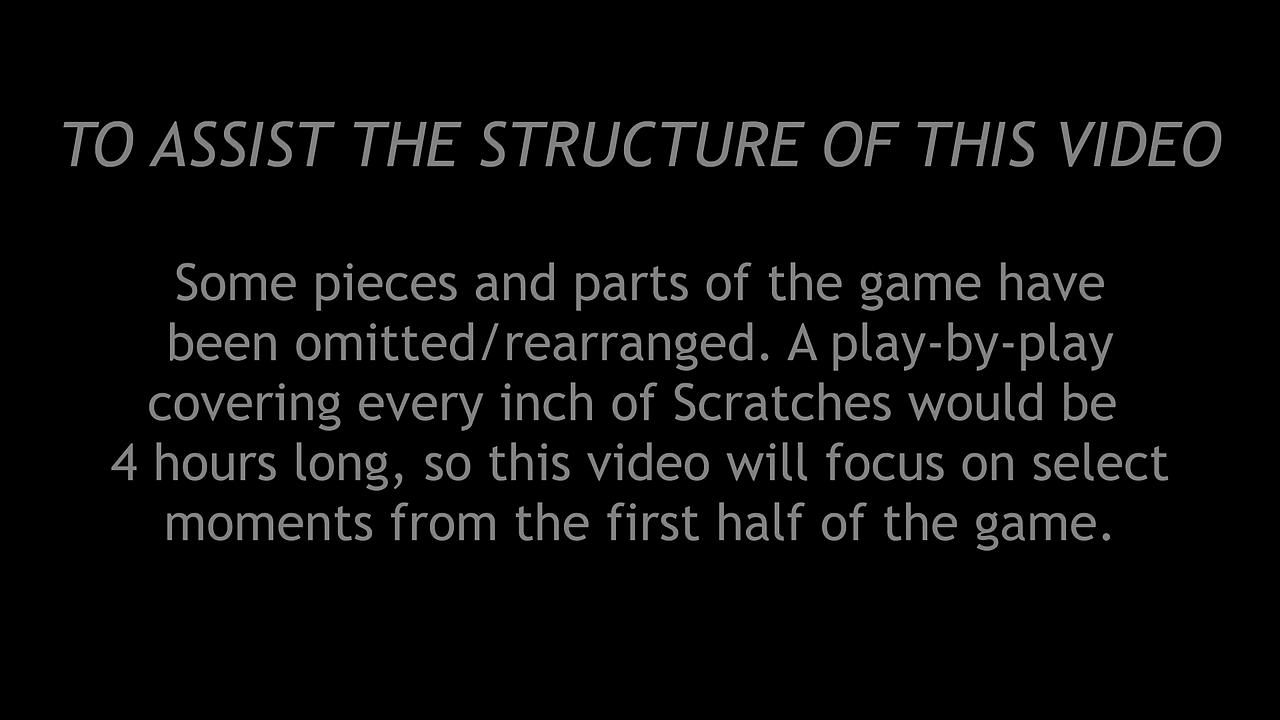 TO ASSIST THE STRUCTURE OF THIS VIDEO
Some pieces and parts of the game have
been omitted/rearranged. A play-by-play
covering every inch of Scratches would be
4 hours long, so this video will focus on select
moments from the first half of the game.